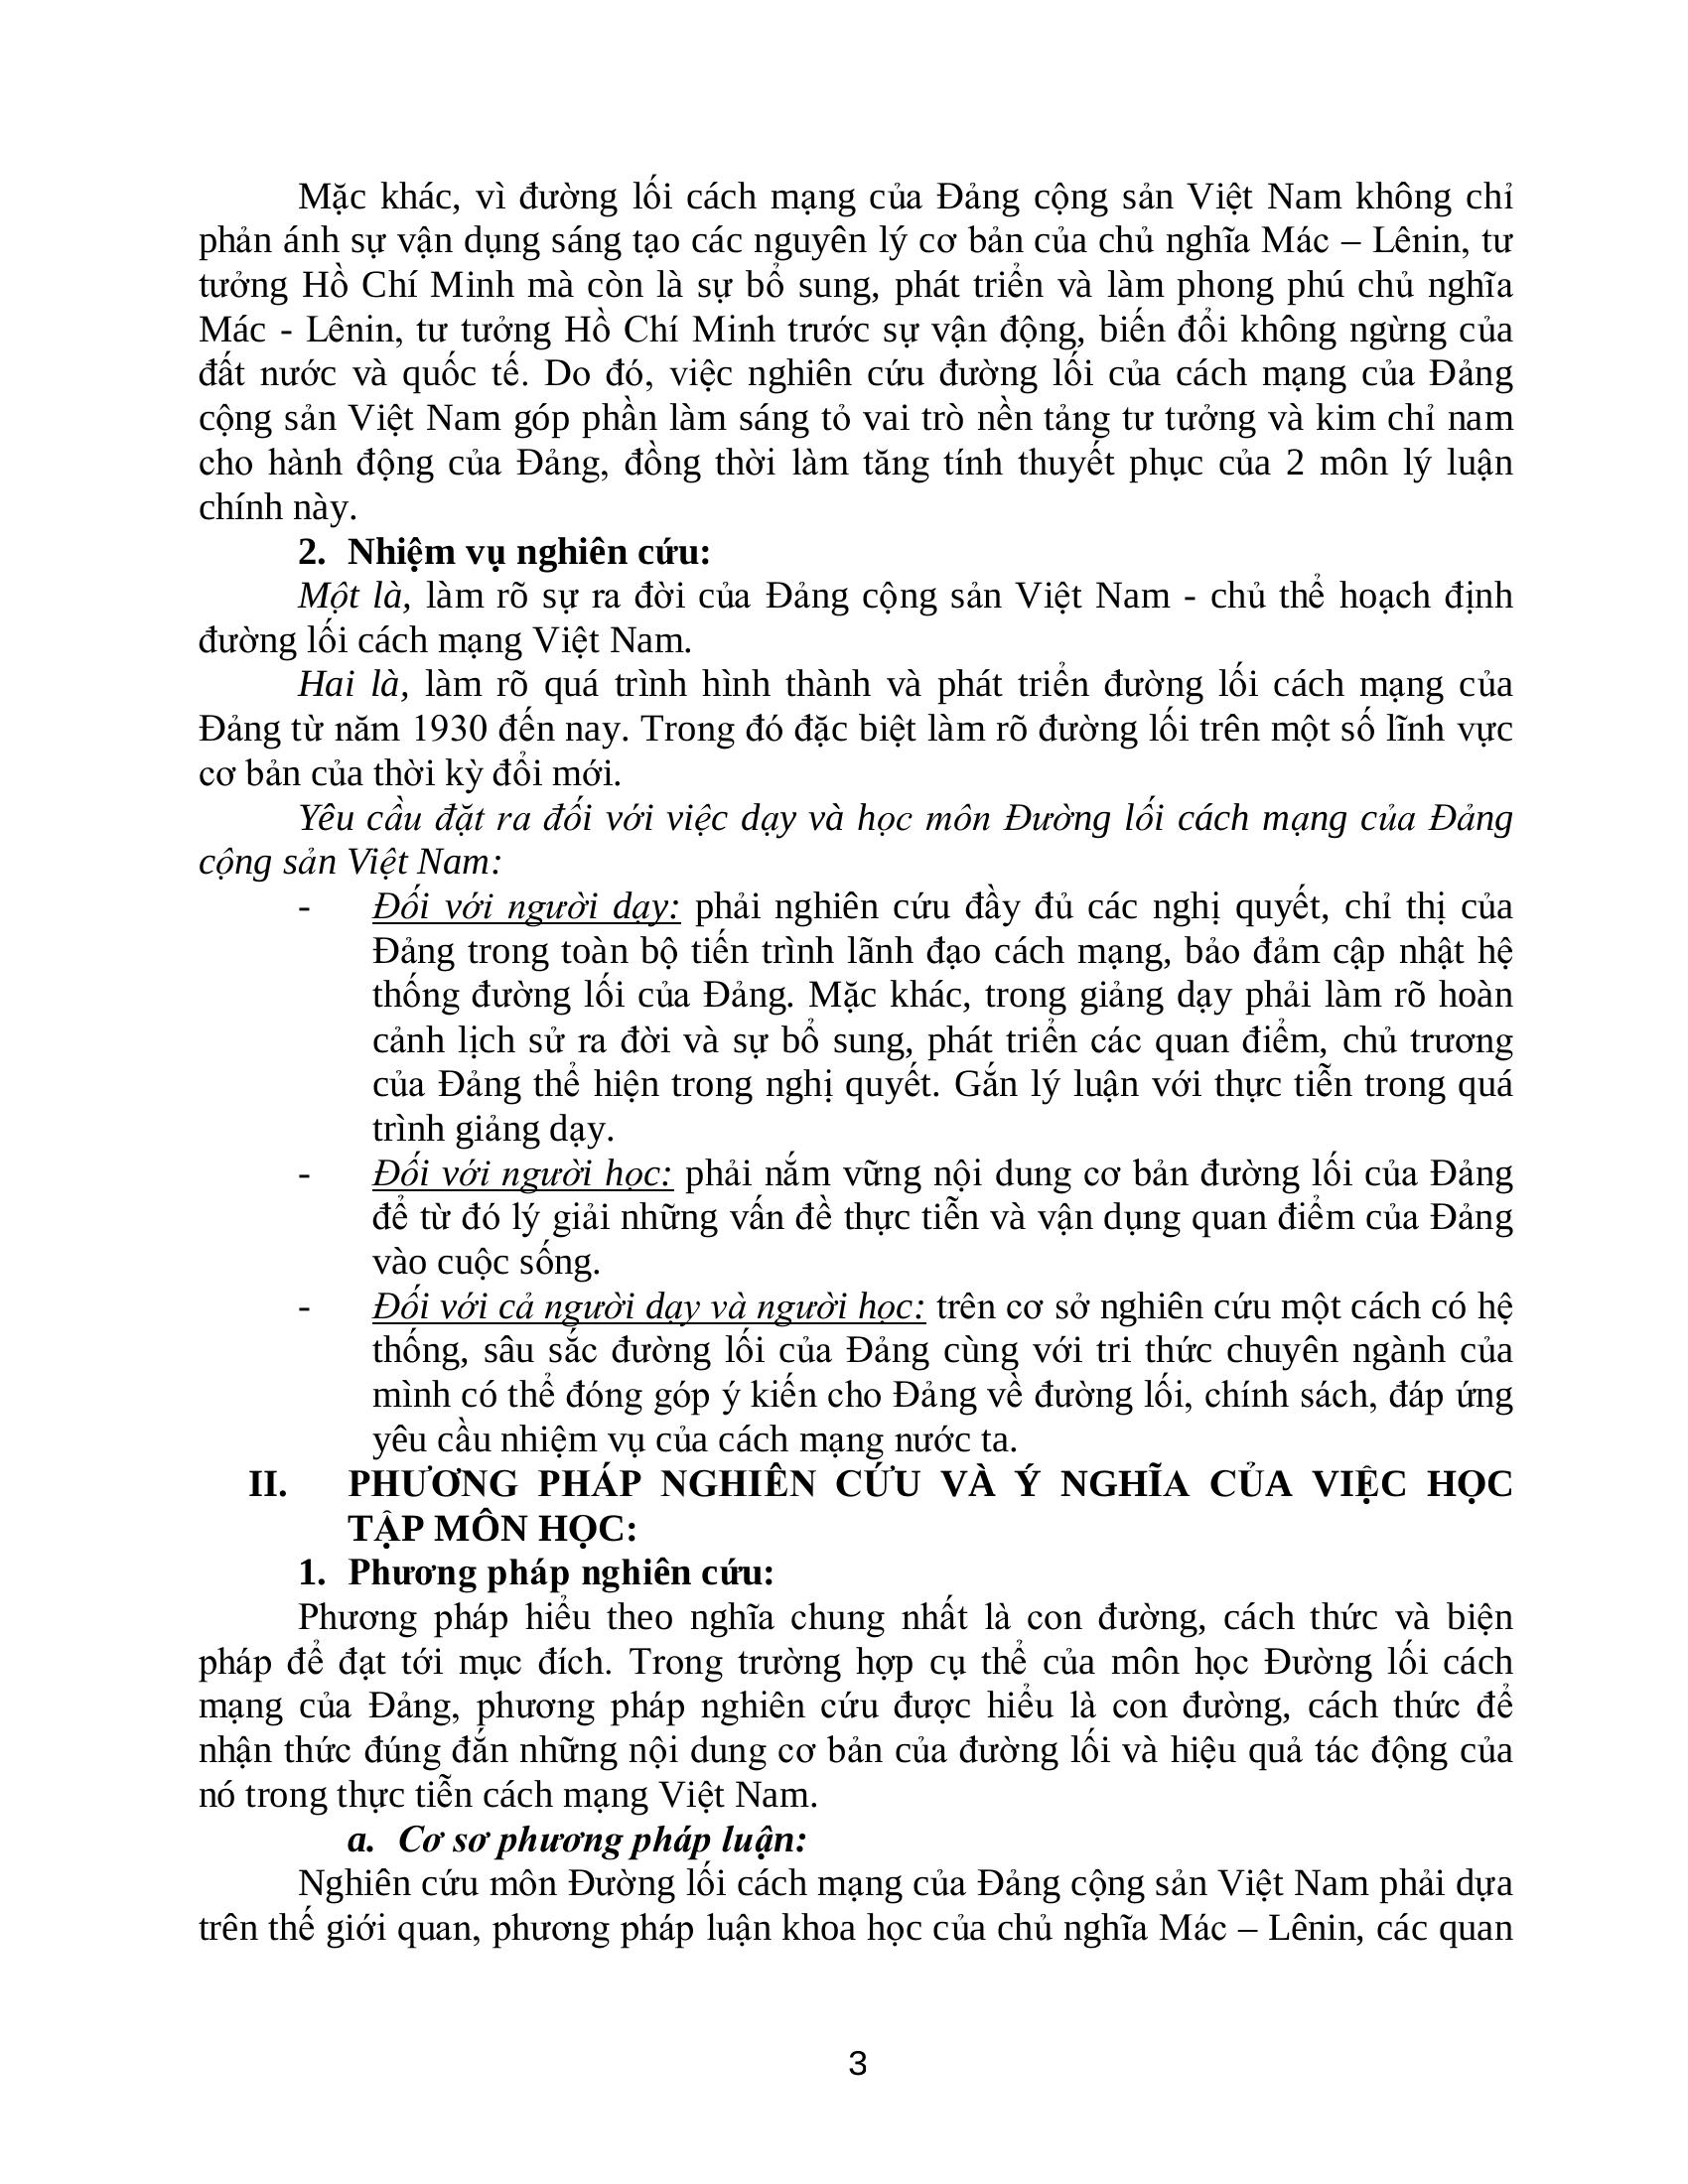 Mặc khác, vì đường lối cách mạng của Đảng cộng sản Việt Nam không chỉ
phản ánh sự vận dụng sáng tạo các nguyên lý cơ bản của chủ nghĩa Mác – Lênin, tư
tưởng Hồ Chí Minh mà còn là sự bổ sung, phát triển và làm phong phú chủ nghĩa
Mác - Lênin, tư tưởng Hồ Chí Minh trước sự vận động, biến đổi không ngừng của
đất nước và quốc tế. Do đó, việc nghiên cứu đường lối của cách mạng của Đảng
cộng sản Việt Nam góp phần làm sáng tỏ vai trò nền tảng tư tưởng và kim chỉ nam
cho hành động của Đảng, đồng thời làm tăng tính thuyết phục của 2 môn lý luận
chính này.
2. Nhiệm vụ nghiên cứu:
Một là, làm rõ sự ra đời của Đảng cộng sản Việt Nam - chủ thể hoạch định
đường lối cách mạng Việt Nam.
Hai là, làm rõ quá trình hình thành và phát triển đường lối cách mạng của
Đảng từ năm 1930 đến nay. Trong đó đặc biệt làm rõ đường lối trên một số lĩnh vực
cơ bản của thời kỳ đổi mới.
Yêu cầu đặt ra đối với việc dạy và học môn Đường lối cách mạng của Đảng
cộng sản Việt Nam:
- Đối với người dạy: phải nghiên cứu đầy đủ các nghị quyết, chỉ thị của
Đảng trong toàn bộ tiến trình lãnh đạo cách mạng, bảo đảm cập nhật hệ
thống đường lối của Đảng. Mặc khác, trong giảng dạy phải làm rõ hoàn
cảnh lịch sử ra đời và sự bổ sung, phát triển các quan điểm, chủ trương
của Đảng thể hiện trong nghị quyết. Gắn lý luận với thực tiễn trong quá
trình giảng dạy.
- Đối với người học: phải nắm vững nội dung cơ bản đường lối của Đảng
để từ đó lý giải những vấn đề thực tiễn và vận dụng quan điểm của Đảng
vào cuộc sống.
- Đối với cả người dạy và người học: trên cơ sở nghiên cứu một cách có hệ
thống, sâu sắc đường lối của Đảng cùng với tri thức chuyên ngành của
mình có thể đóng góp ý kiến cho Đảng về đường lối, chính sách, đáp ứng
yêu cầu nhiệm vụ của cách mạng nước ta.
II. PHƯƠNG PHÁP NGHIÊN CỨU VÀ Ý NGHĨA CỦA VIỆC HỌC
TẬP MÔN HỌC:
1. Phương pháp nghiên cứu:
Phương pháp hiểu theo nghĩa chung nhất là con đường, cách thức và biện
pháp để đạt tới mục đích. Trong trường hợp cụ thể của môn học Đường lối cách
mạng của Đảng, phương pháp nghiên cứu được hiểu là con đường, cách thức để
nhận thức đúng đắn những nội dung cơ bản của đường lối và hiệu quả tác động của
nó trong thực tiễn cách mạng Việt Nam.
a. Cơ sơ phương pháp luận:
Nghiên cứu môn Đường lối cách mạng của Đảng cộng sản Việt Nam phải dựa
trên thế giới quan, phương pháp luận khoa học của chủ nghĩa Mác – Lênin, các quan
3